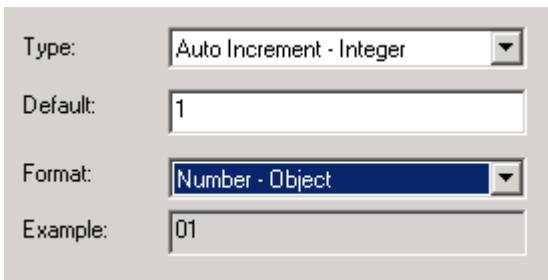 Type: Auto Increment - Integer
Default: 1
Format: Number - Object
Example: 01